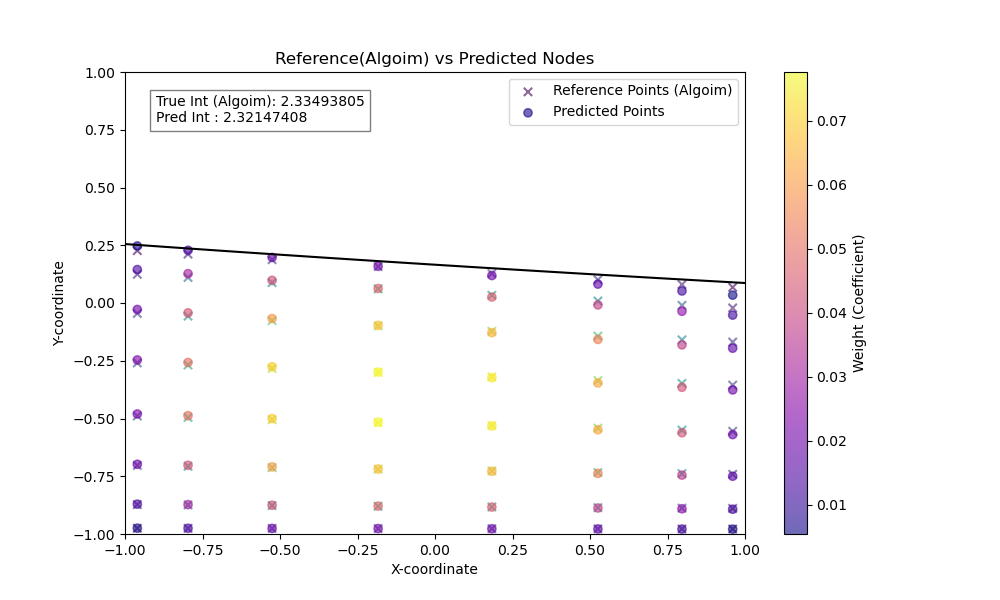 Reference(Algoim) vs Predicted Nodes
True Int (Algoim): 2.33493805
Pred Int : 2.32147408
Reference Points (Algoim)
Predicted Points
1.00
0.75
0.50
0.25
0.00
−0.25
−0.50
−0.75
−1.00
Y-coordinate
−1.00 −0.75 −0.50 −0.25 0.00 0.25 0.50 0.75 1.00
X-coordinate
0.07
0.06
0.05
0.04
0.03
0.02
0.01
Weight (Coefficient)